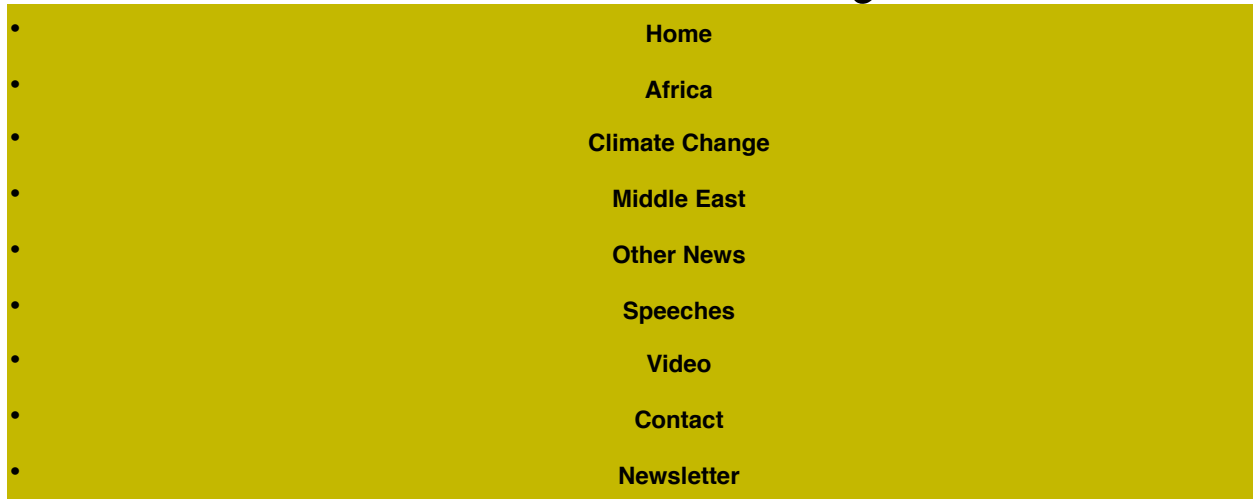 • Home
• Africa
• Climate Change
• Middle East
• Other News
• Speeches
• Video
• Contact
• Newsletter